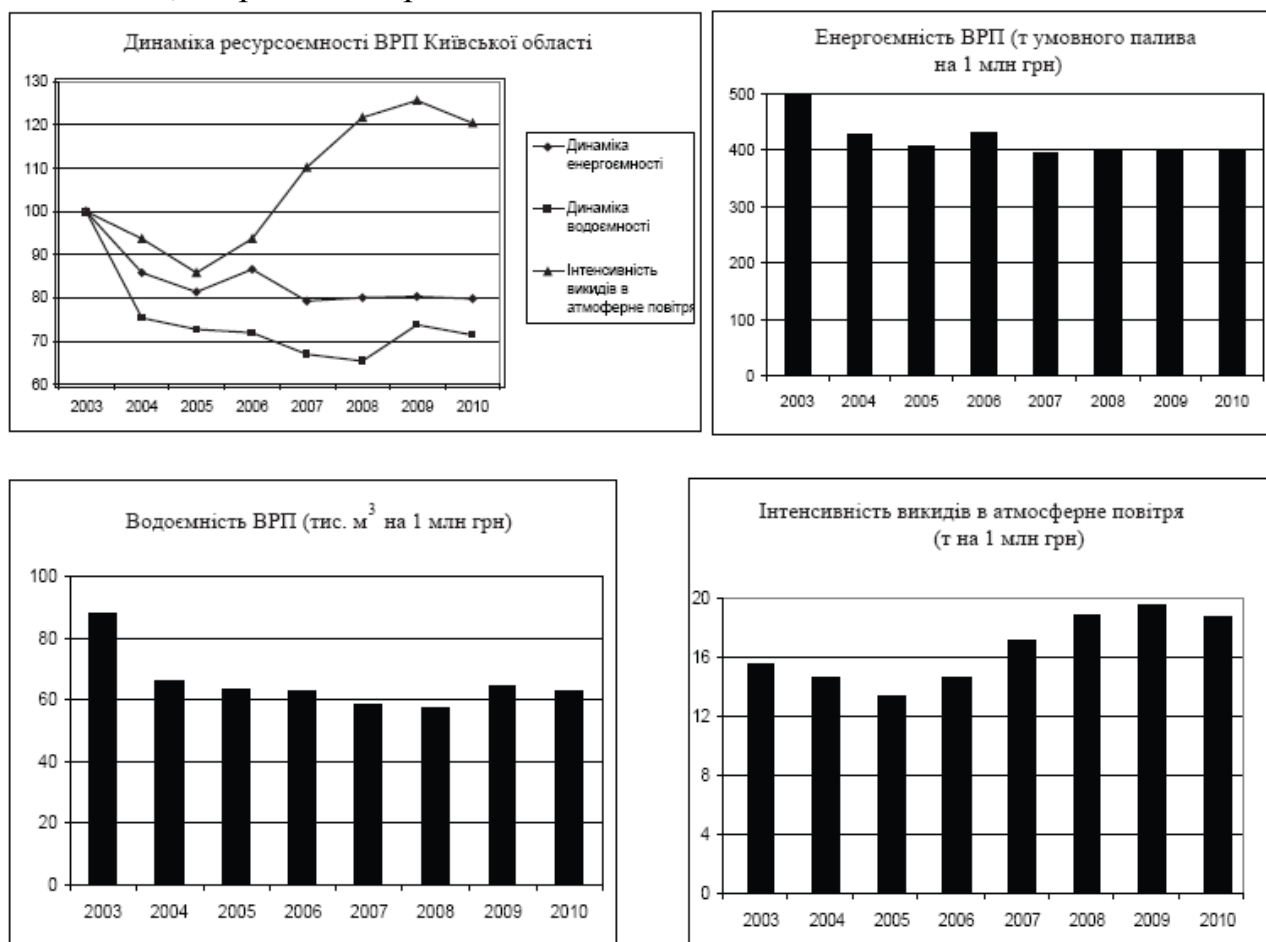 Динаміка ресурсоємності ВРП Київської області
130
120
110
100
90
80
70
60
2003 2004 2005 2006 2007 2008 2009 2010
Динаміка
енергоємності
Динаміка
водоємності
Інтенсивність
викидів в
атмоферне повітря
Енергоємність ВРП (т умовного палива
на 1 млн грн)
500
400
300
200
100
0
2003 2004 2005 2006 2007 2008 2009 2010
Водоємність ВРП (тис. м³ на 1 млн грн)
100
80
60
40
20
0
2003 2004 2005 2006 2007 2008 2009 2010
Інтенсивність викидів в атмосферне повітря
(т на 1 млн грн)
20
16
12
8
4
0
2003 2004 2005 2006 2007 2008 2009 2010